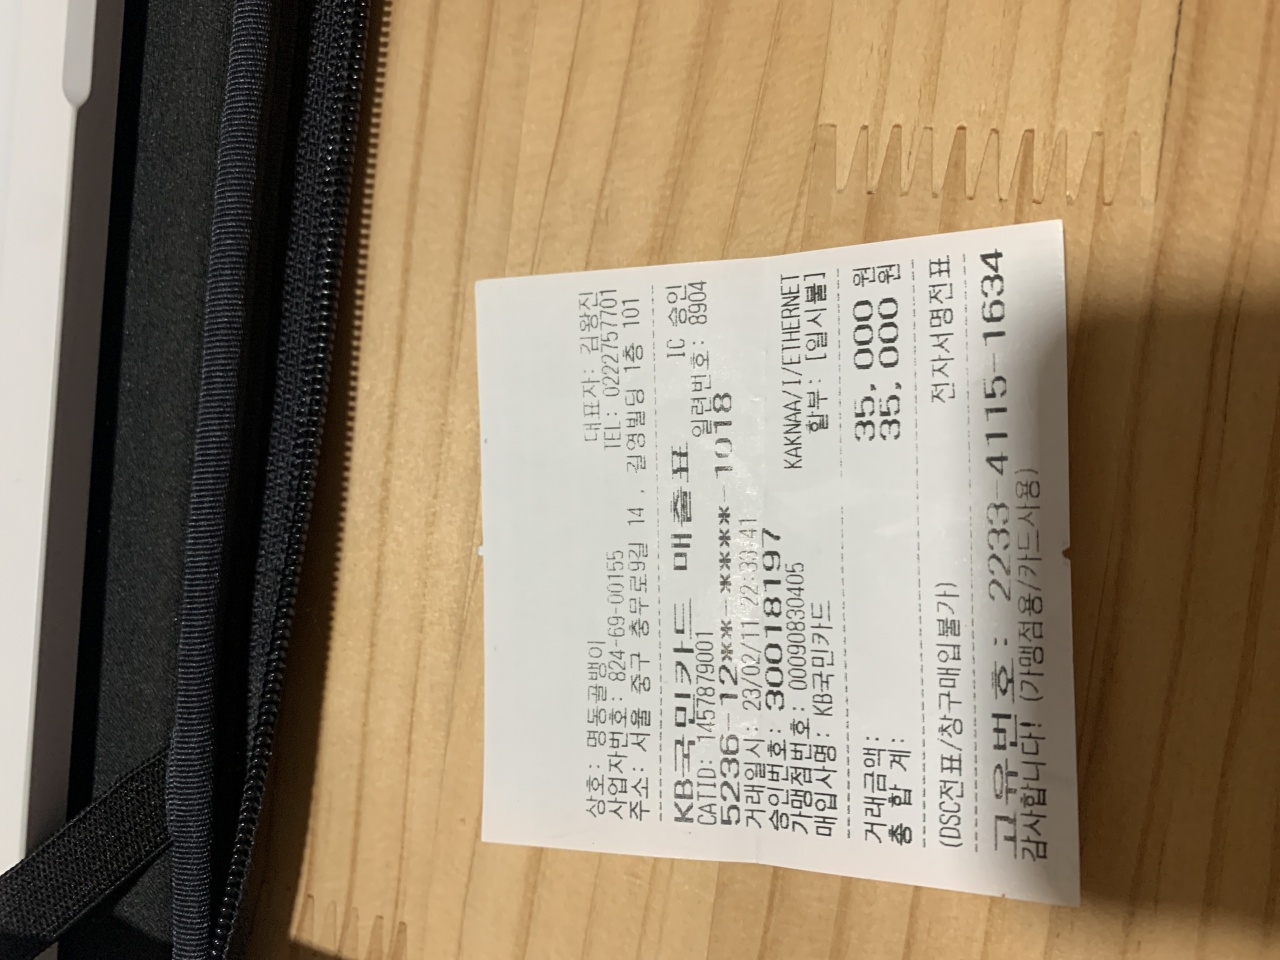 상호: 명동골뱅이 대표자: 김왕진
사업자번호: 824-69-00155 TEL: 0222757701
주소: 서울 중구 충무로9길 14, 길영빌딩 1층 101
KB국민카드 매출표
CATID: 1457879001 IC 승인
5236-12**-****-1018 일련번호: 8904
거래일시: 23/02/11 22:33:41
승인번호: 30018197
가맹점번호: 00090830405 KAKNAA/I/ETHERNET
매입사명: KB국민카드 할부: [일시불]
거래금액: 35,000 원
총 합 계: 35,000 원
(DSC전표/창구매입불가) 전자서명전표
고유번호: 2233-4115-1634
감사합니다! (가맹점용/카드사용)